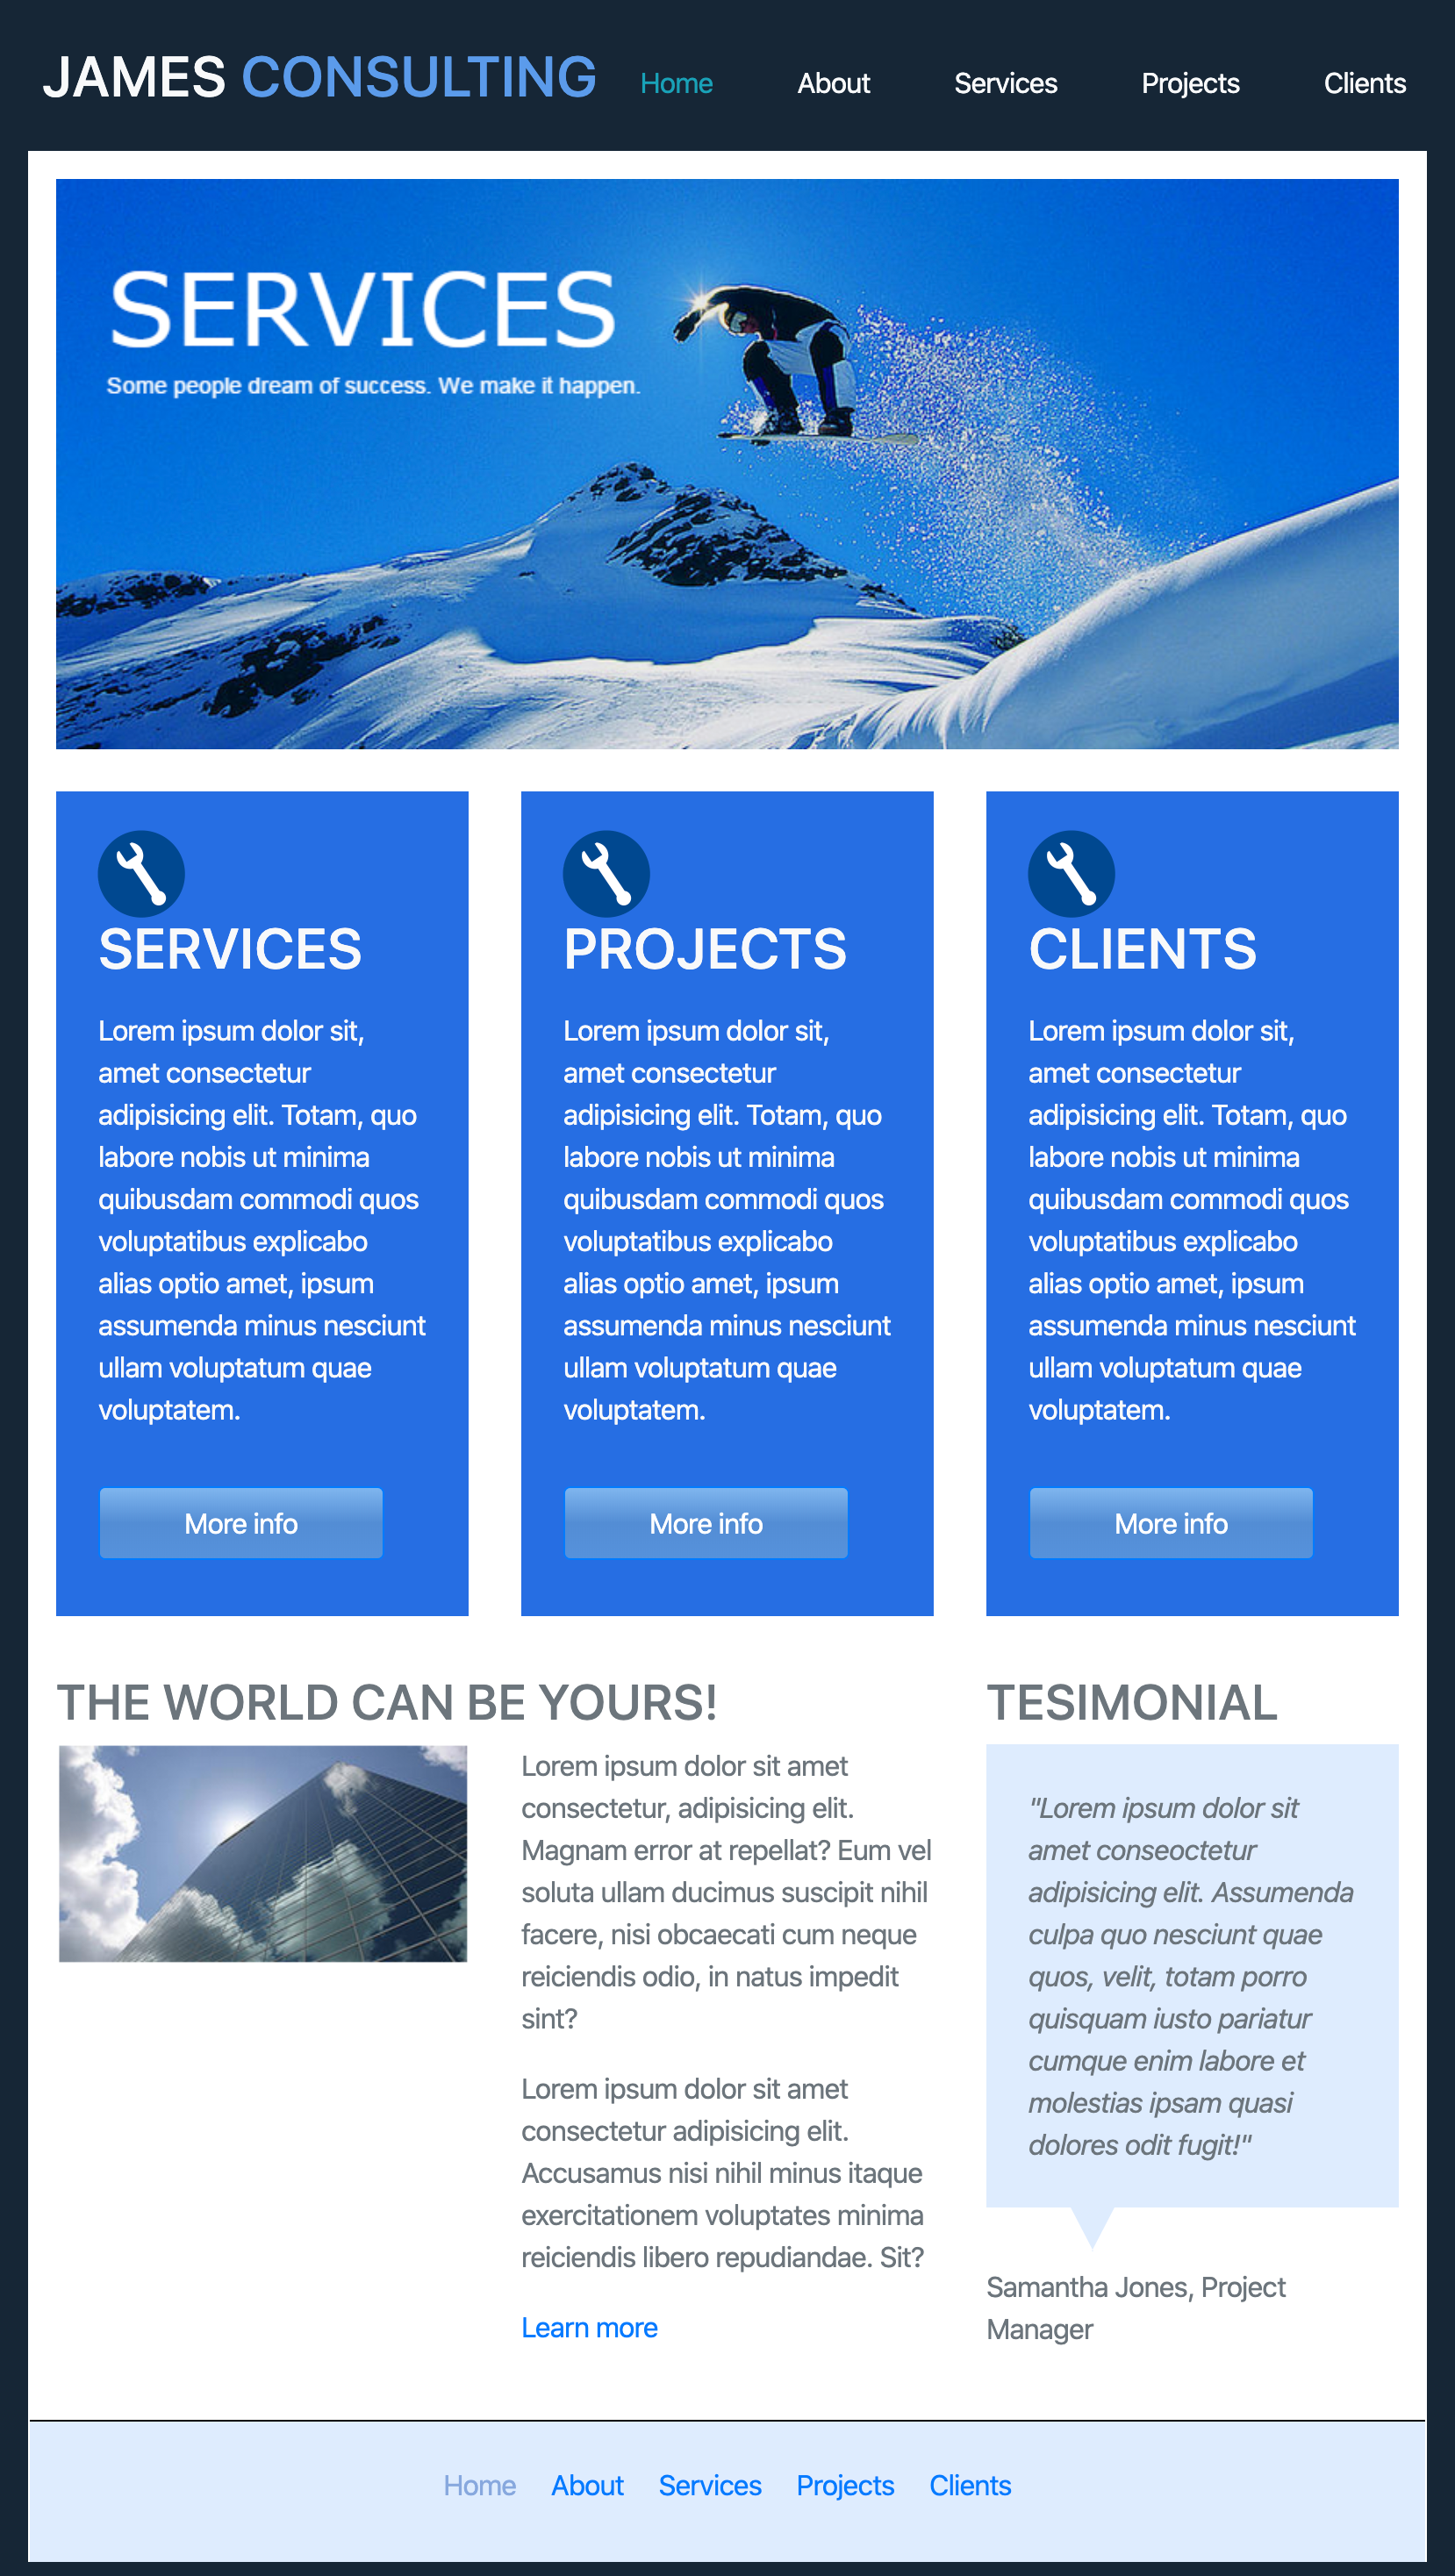 JAMES CONSULTING
Home About Services Projects Clients
SERVICES
Some people dream of success. We make it happen.
SERVICES
Lorem ipsum dolor sit,
amet consectetur
adipisicing elit. Totam, quo
labore nobis ut minima
quibusdam commodi quos
voluptatibus explicabo
alias optio amet, ipsum
assumenda minus nesciunt
ullam voluptatum quae
voluptatem.
More info
PROJECTS
Lorem ipsum dolor sit,
amet consectetur
adipisicing elit. Totam, quo
labore nobis ut minima
quibusdam commodi quos
voluptatibus explicabo
alias optio amet, ipsum
assumenda minus nesciunt
ullam voluptatum quae
voluptatem.
More info
CLIENTS
Lorem ipsum dolor sit,
amet consectetur
adipisicing elit. Totam, quo
labore nobis ut minima
quibusdam commodi quos
voluptatibus explicabo
alias optio amet, ipsum
assumenda minus nesciunt
ullam voluptatum quae
voluptatem.
More info
THE WORLD CAN BE YOURS!
Lorem ipsum dolor sit amet
consectetur, adipisicing elit.
Magnam error at repellat? Eum vel
soluta ullam ducimus suscipit nihil
facere, nisi obcaecati cum neque
reiciendis odio, in natus impedit
sint?
Lorem ipsum dolor sit amet
consectetur adipisicing elit.
Accusamus nisi nihil minus itaque
exercitationem voluptates minima
reiciendis libero repudiandae. Sit?
Learn more
TESIMONIAL
"Lorem ipsum dolor sit
amet conseoctetur
adipisicing elit. Assumenda
culpa quo nesciunt quae
quos, velit, totam porro
quisquam iusto pariatur
cumque enim labore et
molestias ipsam quasi
dolores odit fugit!"
Samantha Jones, Project
Manager
Home About Services Projects Clients